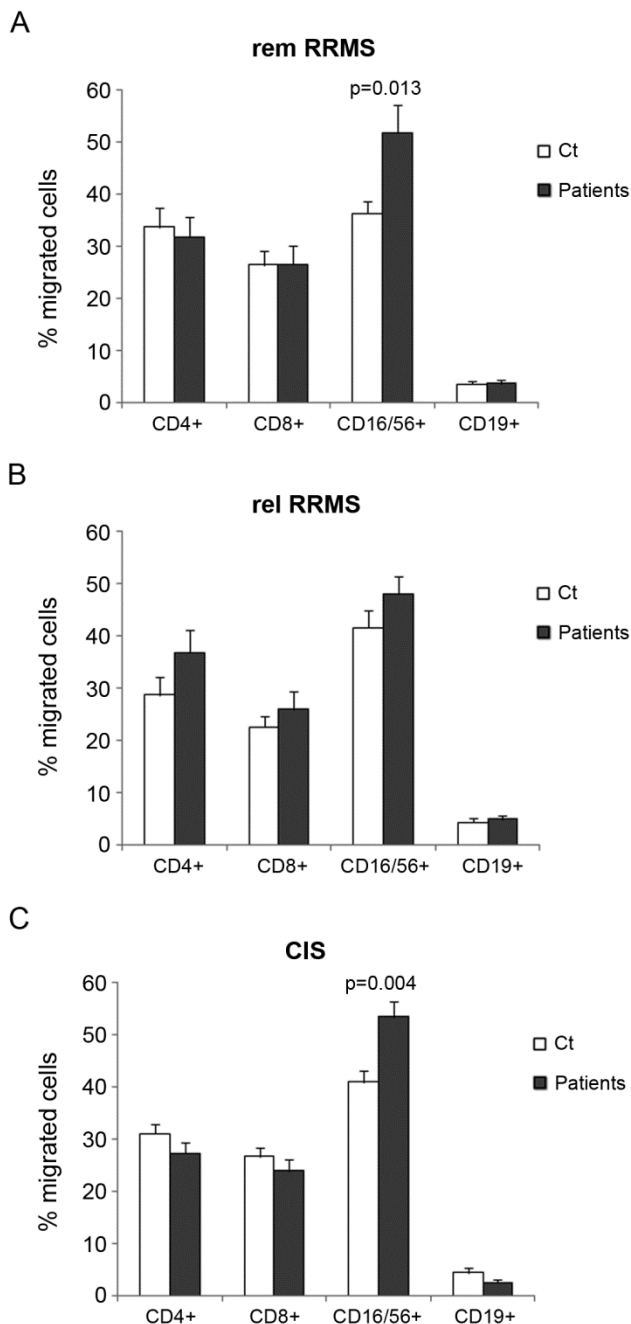 A
rem RRMS
p=0.013
60
50
40
30
20
10
0
% migrated cells
Ct
Patients
CD4+ CD8+ CD16/56+ CD19+
B
rel RRMS
60
50
40
30
20
10
0
% migrated cells
Ct
Patients
CD4+ CD8+ CD16/56+ CD19+
C
CIS
p=0.004
60
50
40
30
20
10
0
% migrated cells
Ct
Patients
CD4+ CD8+ CD16/56+ CD19+